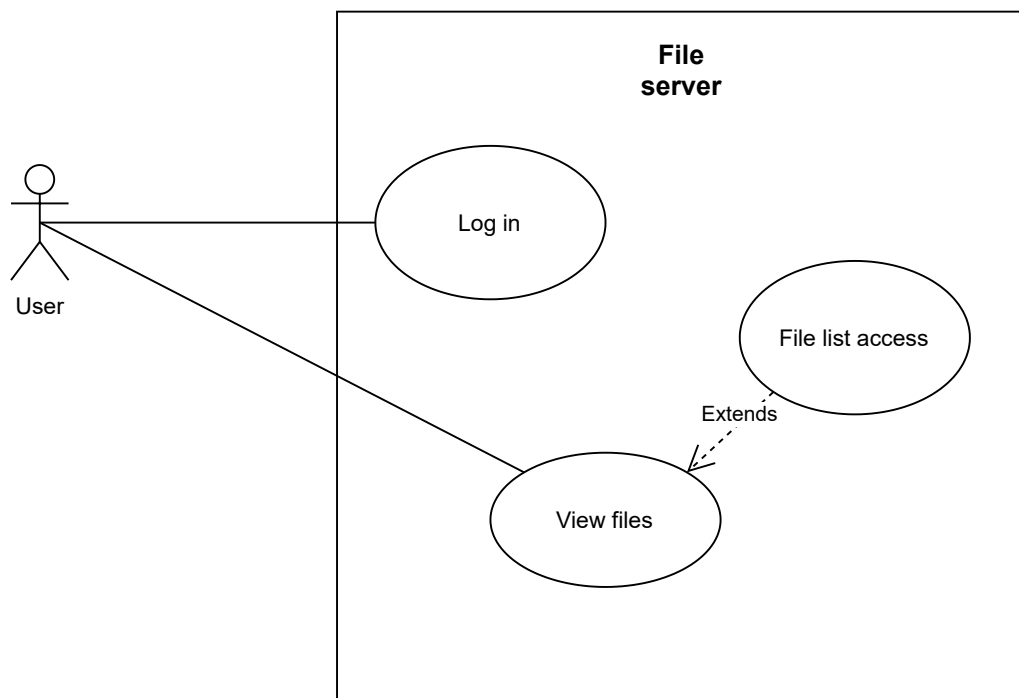 File
server
Log in
User
File list access
Extends
View files